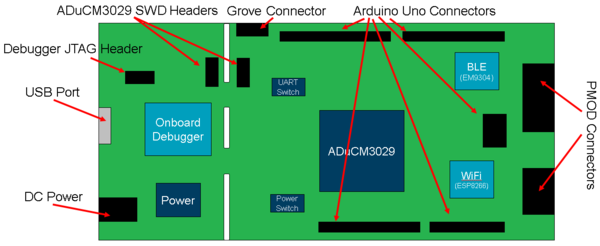 ADuCM3029 SWD Headers
Grove Connector
Arduino Uno Connectors
Debugger JTAG Header
USB Port
DC Power
Onboard
Debugger
Power
UART
Switch
Power
Switch
ADuCM3029
BLE
(EM9304)
WiFi
(ESP8266)
PMOD Connectors